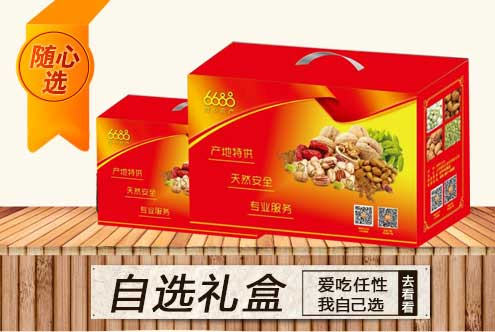 随心
选
6688
产地特供
天然安全
专业服务
6688
产地特供
天然安全
专业服务
自选礼盒
爱吃任性
我自己选
去看看